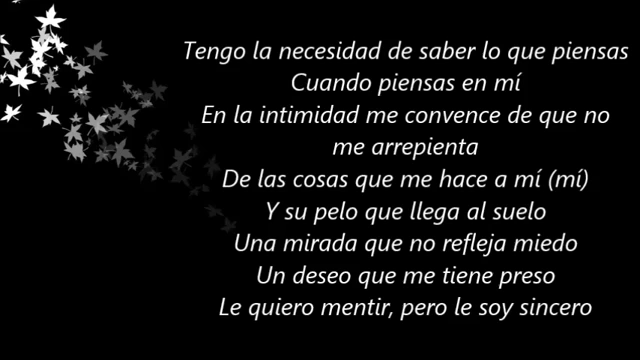 Tengo la necesidad de saber lo que piensas
Cuando piensas en mí
En la intimidad me convence de que no
me arrepienta
De las cosas que me hace a mí (mí)
Y su pelo que llega al suelo
Una mirada que no refleja miedo
Un deseo que me tiene preso
Le quiero mentir, pero le soy sincero